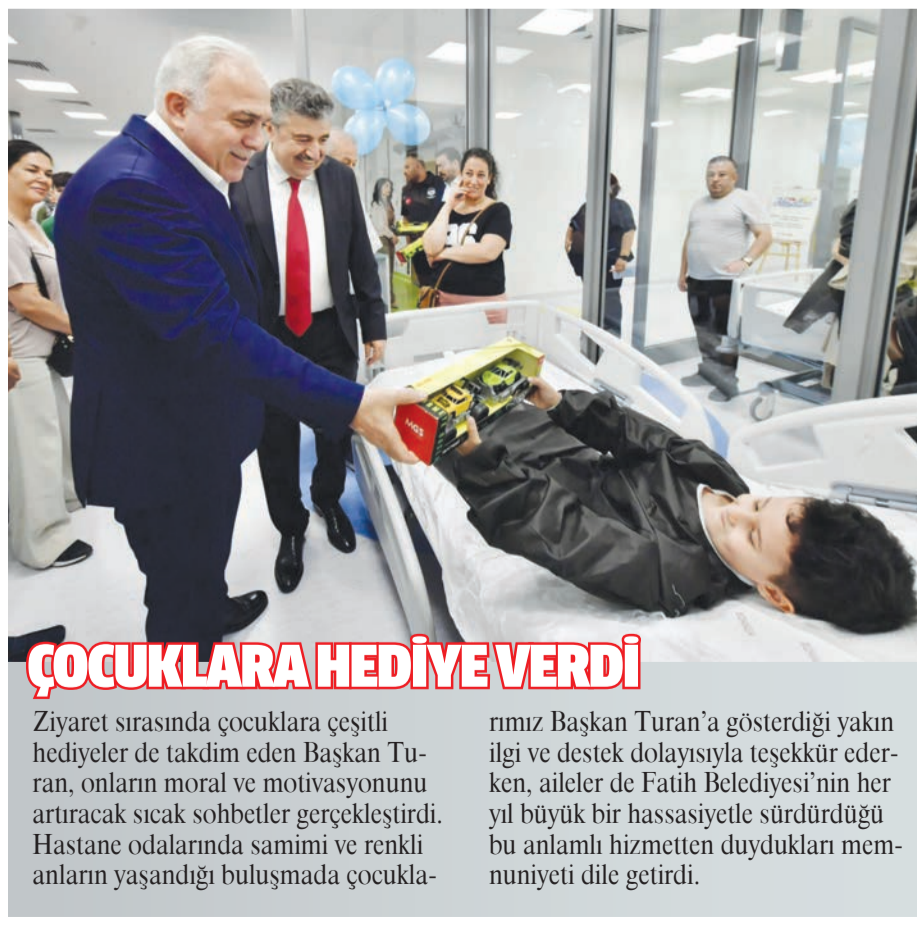 MGS
ÇOCUKLARA HEDİYE VERDİ
Ziyaret sırasında çocuklara çeşitli
hediyeler de takdim eden Başkan Tu-
ran, onların moral ve motivasyonunu
artıracak sıcak sohbetler gerçekleştirdi.
Hastane odalarında samimi ve renkli
anların yaşandığı buluşmada çocukla-
rımız Başkan Turan’a gösterdiği yakın
ilgi ve destek dolayısıyla teşekkür eder-
ken, aileler de Fatih Belediyesi’nin her
yıl büyük bir hassasiyetle sürdürdüğü
bu anlamlı hizmetten duydukları mem-
nuniyeti dile getirdi.